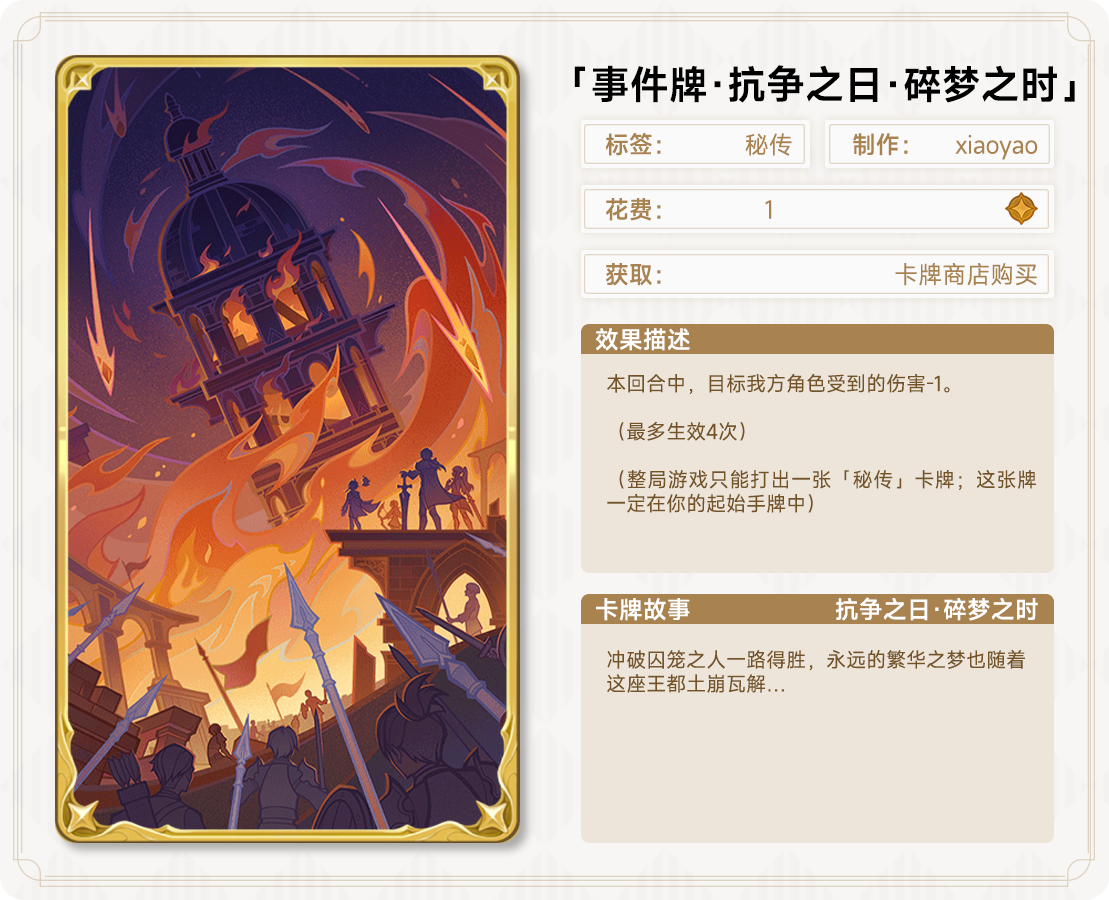 「事件牌·抗争之日·碎梦之时」
标签： 秘传 制作： xiaoyao
花费： 1
获取： 卡牌商店购买
效果描述
本回合中，目标我方角色受到的伤害-1。
（最多生效4次）
（整局游戏只能打出一张「秘传」卡牌；这张牌
一定在你的起始手牌中）
卡牌故事 抗争之日·碎梦之时
冲破囚笼之人一路得胜，永远的繁华之梦也随着
这座王都土崩瓦解...